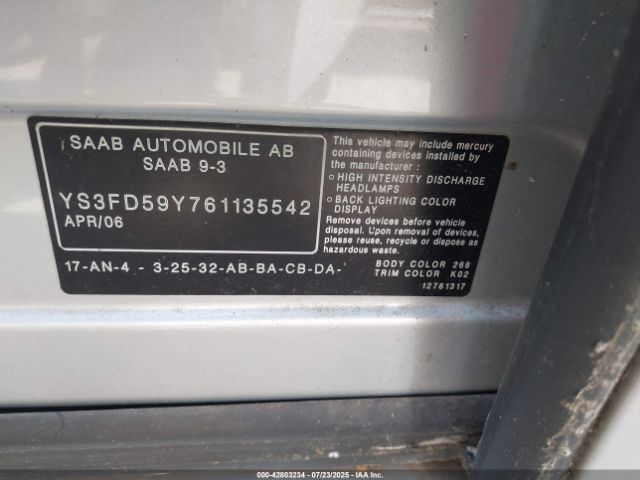 SAAB AUTOMOBILE AB
SAAB 9-3
YS3FD59Y761135542
APR/06
This vehicle may include mercury
containing devices installed by
the manufacturer :
○ HIGH INTENSITY DISCHARGE
HEADLAMPS
○ BACK LIGHTING COLOR
DISPLAY
Remove devices before vehicle
disposal. Upon removal of devices,
please reuse, recycle or dispose as
hazardous waste.
17-AN-4 - 3-25-32-AB-BA-CB-DA-
BODY COLOR 268
TRIM COLOR K02
12761317
000-42803234 | 07/23/2025 | IAAHQ, US